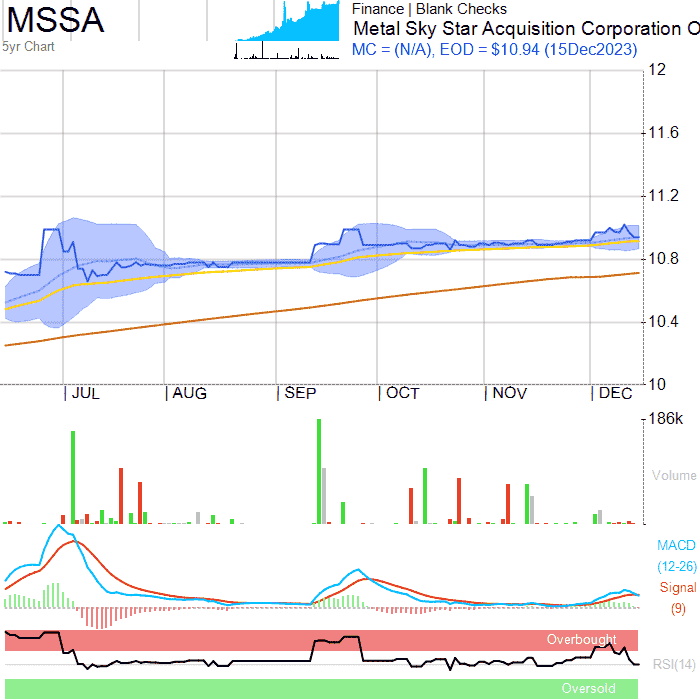 MSSA
5yr Chart
Finance | Blank Checks
Metal Sky Star Acquisition Corporation O
MC = (N/A), EOD = $10.94 (15Dec2023)
12
11.6
11.2
10.8
10.4
10
JUL AUG SEP OCT NOV DEC
186k
Volume
MACD
(12-26)
Signal
(9)
Overbought
RSI(14)
Oversold